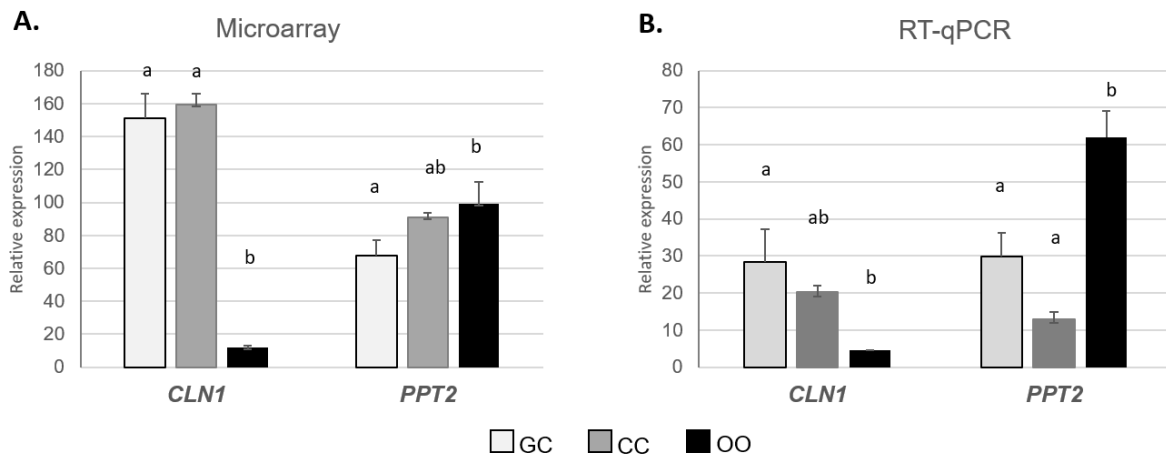 A.
Microarray
Relative expression
180
160
140
120
100
80
60
40
20
0
a
a
b
a
ab
b
CLN1
PPT2
B.
RT-qPCR
Relative expression
80
70
60
50
40
30
20
10
0
a
ab
b
a
a
b
CLN1
PPT2
GC CC OO